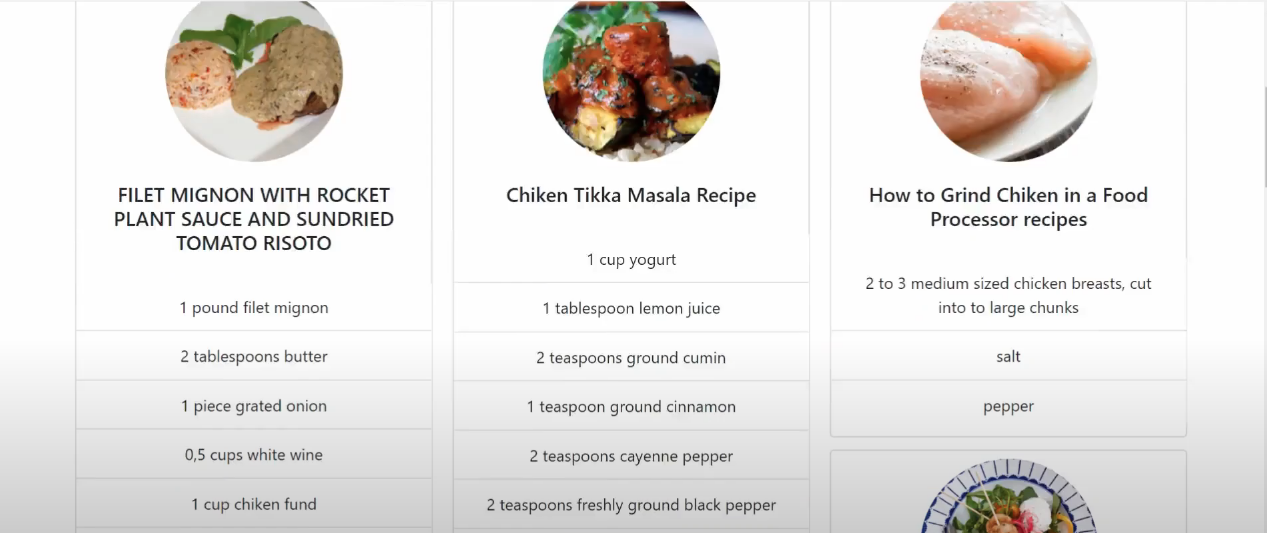 FILET MIGNON WITH ROCKET
PLANT SAUCE AND SUNDRIED
TOMATO RISOTO
1 pound filet mignon
2 tablespoons butter
1 piece grated onion
0,5 cups white wine
1 cup chiken fund
Chiken Tikka Masala Recipe
1 cup yogurt
1 tablespoon lemon juice
2 teaspoons ground cumin
1 teaspoon ground cinnamon
2 teaspoons cayenne pepper
2 teaspoons freshly ground black pepper
How to Grind Chiken in a Food
Processor recipes
2 to 3 medium sized chicken breasts, cut
into to large chunks
salt
pepper